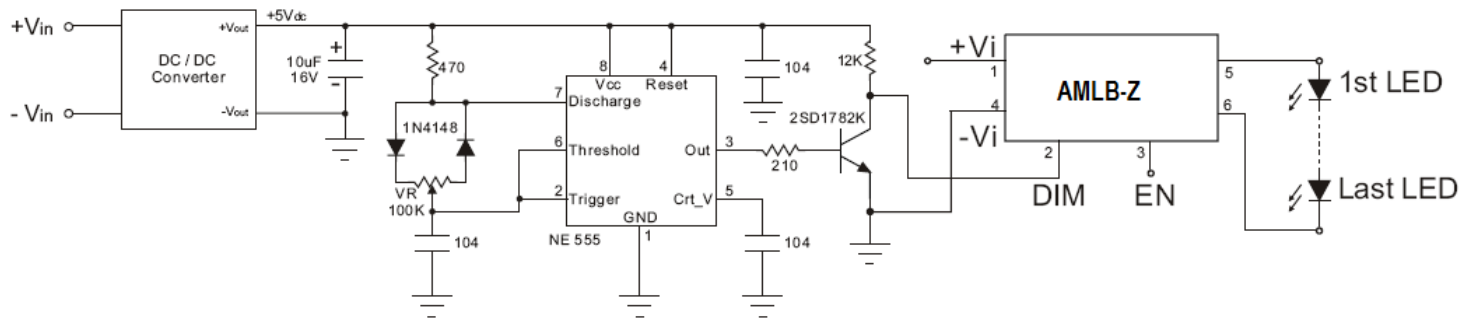 +Vin
- Vin
DC / DC
Converter
+Vout
-Vout
+5Vdc
+
10uF
16V
-
470
1N4148
VR
100K
104
7
Discharge
6
Threshold
2
Trigger
8
Vcc
4
Reset
Out
3
Crt_V
5
GND
1
NE 555
104
104
210
12K
2SD1782K
+Vi
1
4
-Vi
AMLB-Z
2
3
DIM
EN
5
6
1st LED
Last LED